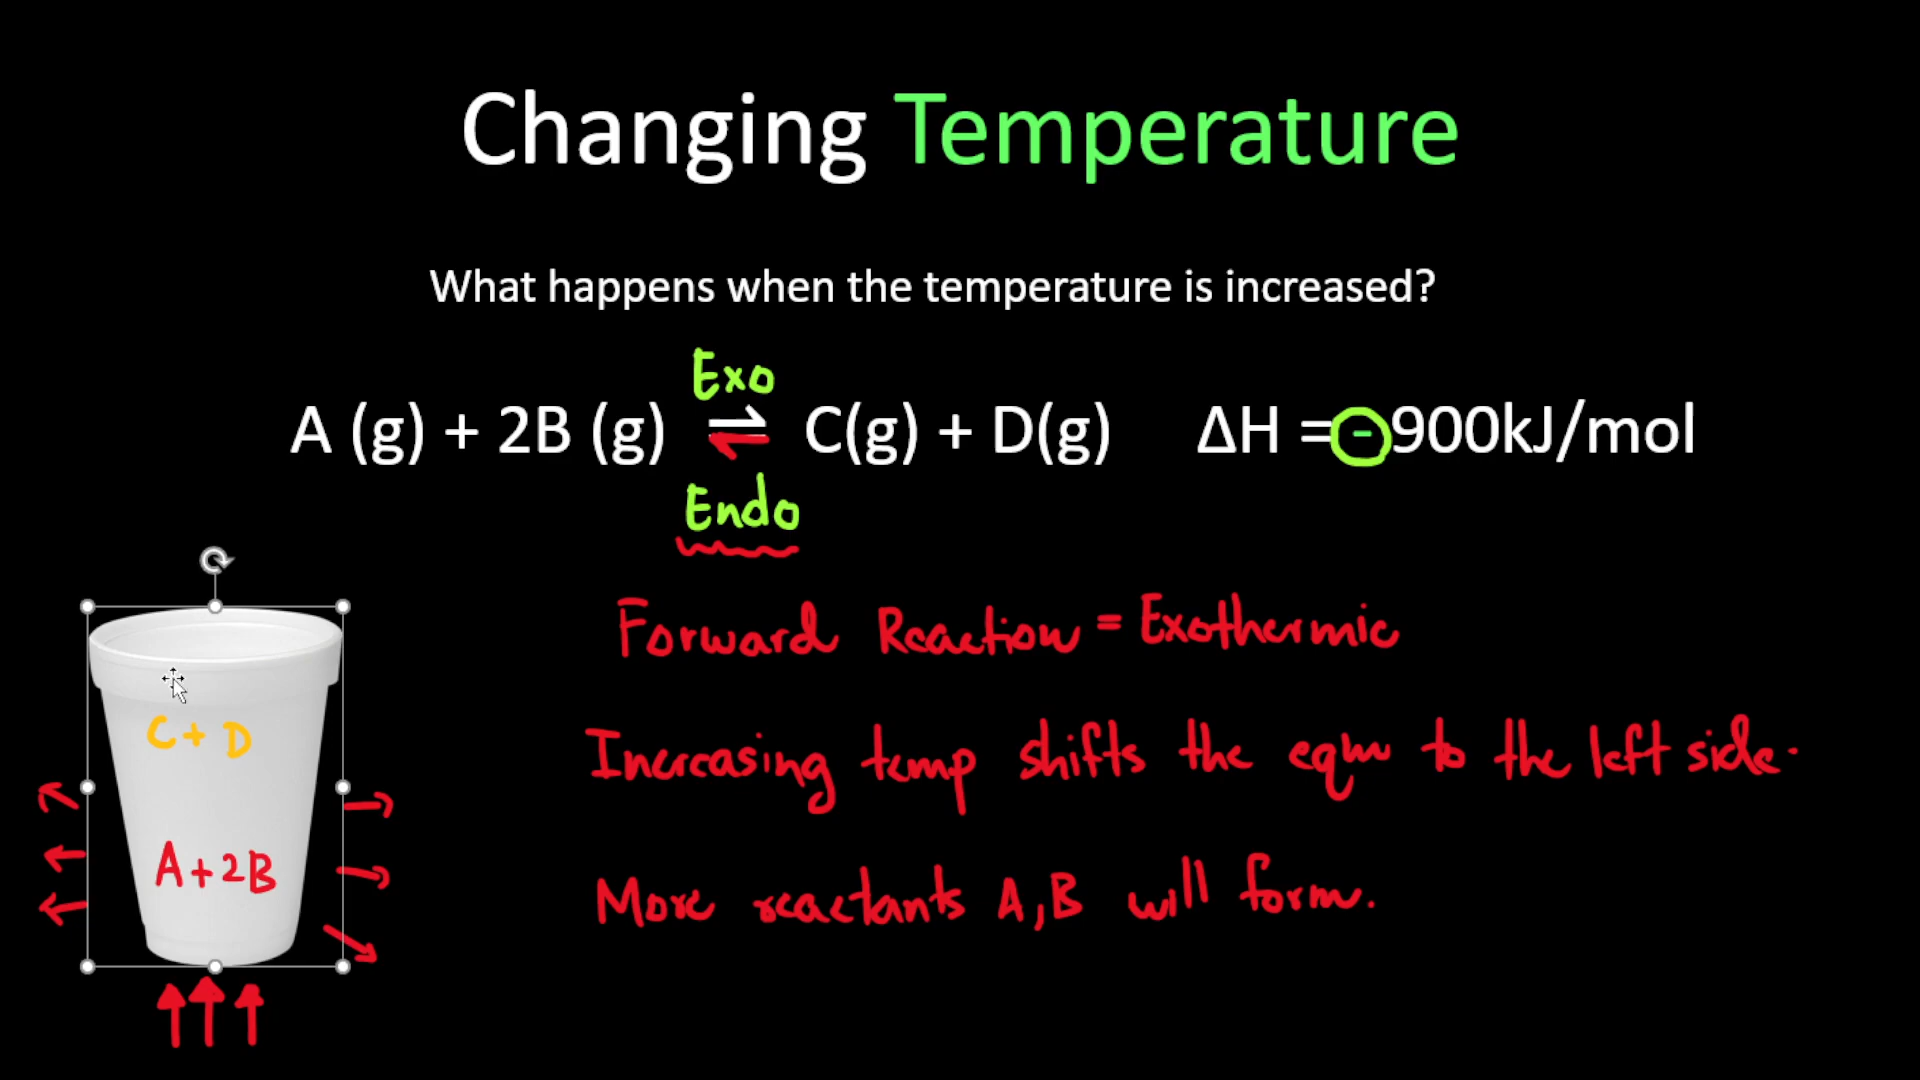 Changing Temperature
What happens when the temperature is increased?
Exo
A (g) + 2B (g) ⇌ C(g) + D(g) ΔH = -900kJ/mol
Endo
Forward Reaction = Exothermic
C + D
Increasing temp shifts the eqm to the left side.
A + 2B
More reactants A, B will form.